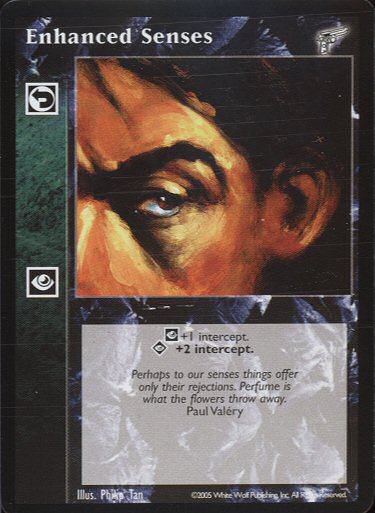 Enhanced Senses
+1 intercept.
+2 intercept.
Perhaps to our senses things offer
only their rejections. Perfume is
what the flowers throw away.
Paul Valéry
Illus. Philip Tan
©2005 White Wolf Publishing, Inc. All Rights Reserved.